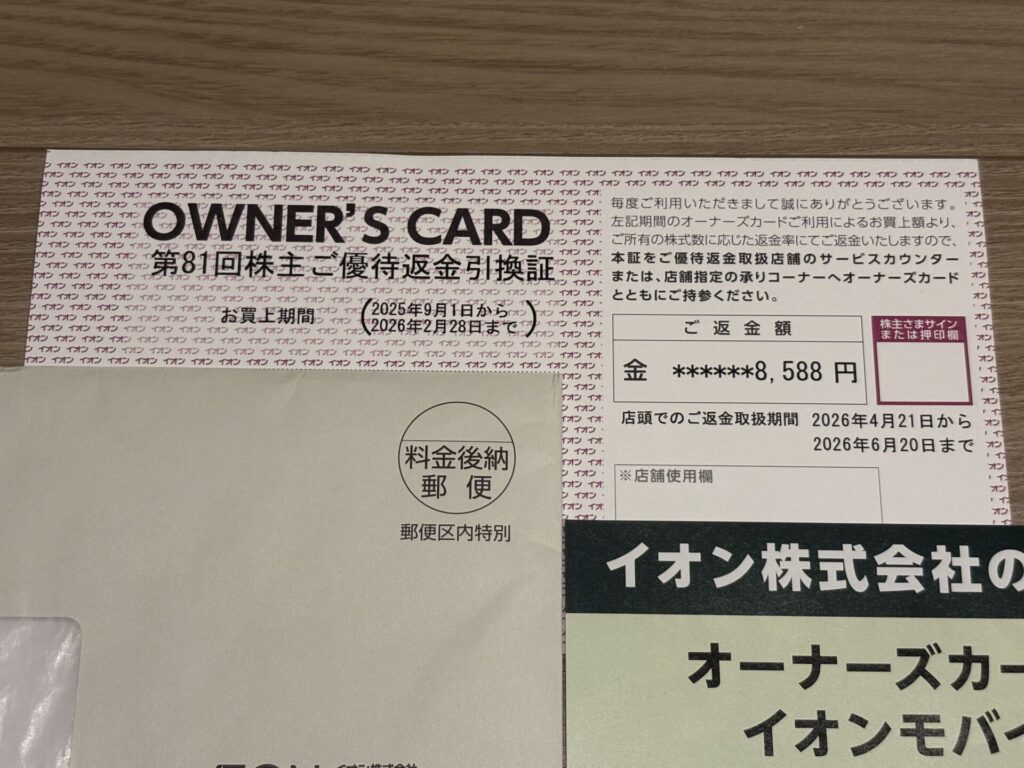 OWNER'S CARD
第81回株主ご優待返金引換証
お買上期間 (2025年9月1日から
2026年2月28日まで)
毎度ご利用いただきまして誠にありがとうございます。
左記期間のオーナーズカードご利用によるお買上額より、
ご所有の株式数に応じた返金率にてご返金いたしますので、
本証をご優待返金取扱店舗のサービスカウンター
または、店舗指定の承りコーナーへオーナーズカード
とともにご持参ください。
ご返金額
金 ******8,588 円
株主さまサイン
または押印欄
店頭でのご返金取扱期間 2026年4月21日から
2026年6月20日まで
※店舗使用欄
料金後納
郵便
郵便区内特別
イオン株式会社の
オーナーズカー
イオンモバイ
イオン株式会社